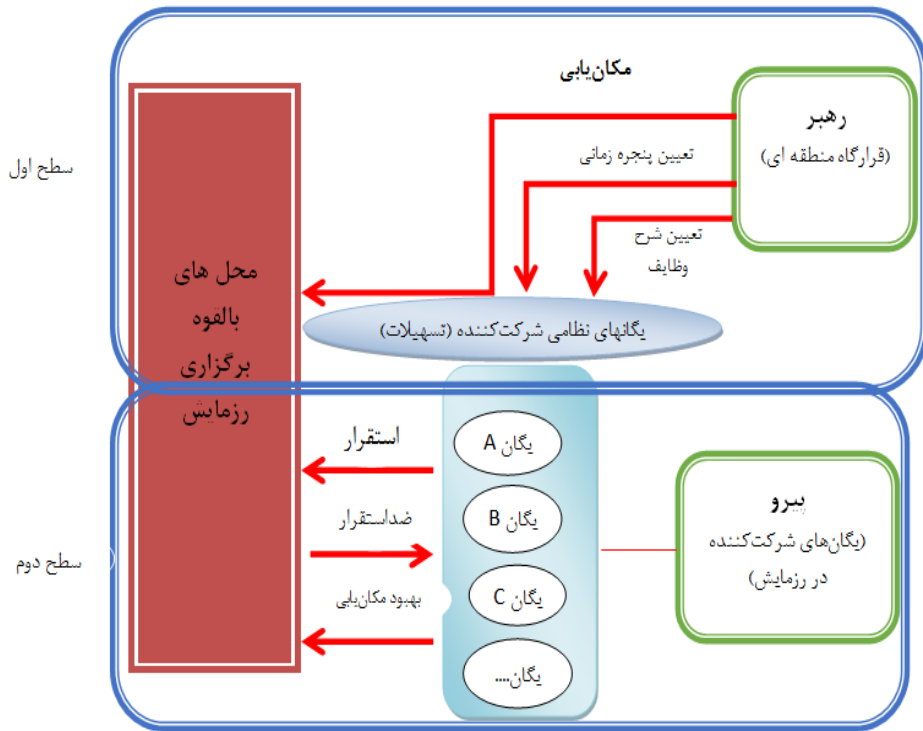 مکان‌یابی
رهبر
(قرارگاه منطقه ای)
تعیین پنجره زمانی
تعیین شرح
وظایف
سطح اول
محل های
بالقوه
برگزاری
رزمایش
یگانهای نظامی شرکت‌کننده (تسهیلات)
استقرار
یگان A
ضداستقرار
یگان B
بهبود مکان‌یابی
یگان C
یگان....
پیرو
(یگان‌های شرکت‌کننده
در رزمایش)
سطح دوم